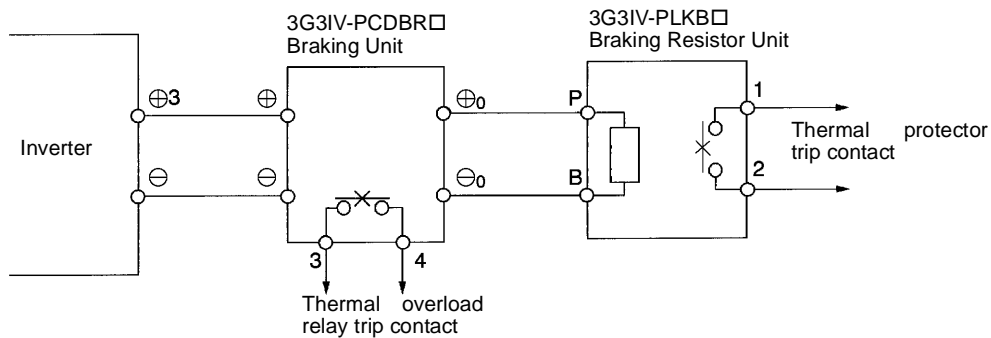 3G3IV-PCDBR□
Braking Unit
3G3IV-PLKB□
Braking Resistor Unit
⊕3
⊕
⊕0
P
1
Inverter
Thermal protector
trip contact
⊖
⊖
⊖0
B
2
3
4
Thermal overload
relay trip contact